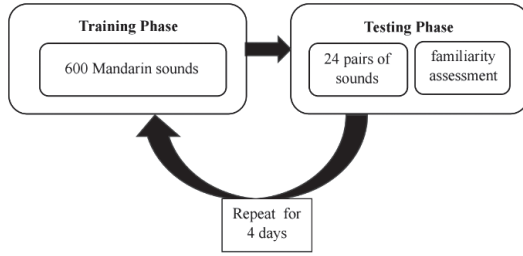 Training Phase
600 Mandarin sounds
Testing Phase
24 pairs of
sounds
familiarity
assessment
Repeat for
4 days